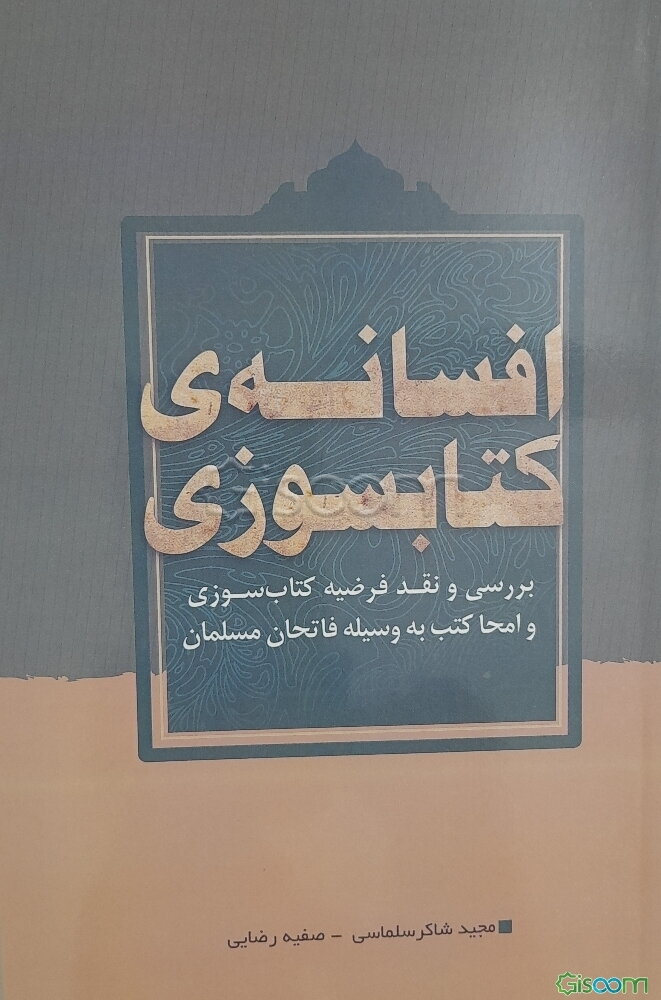 افسانه‌ی
کتابسوزی
بررسی و نقد فرضیه کتاب‌سوزی
و امحا کتب به وسیله فاتحان مسلمان
مجید شاکرسلماسی - صفیه رضایی
Gisoom